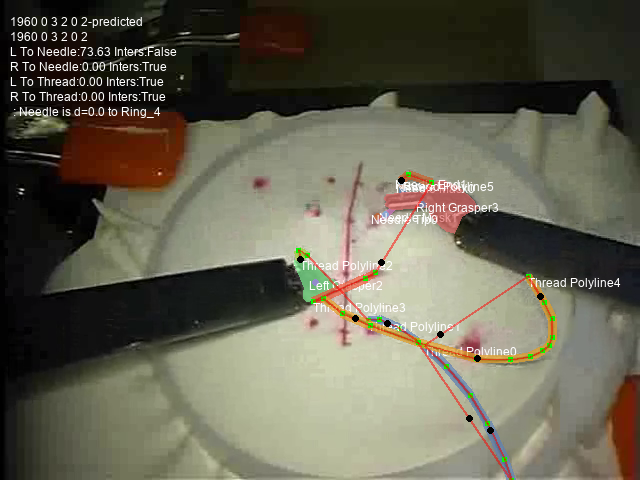 1960 0 3 2 0 2-predicted
1960 0 3 2 0 2
L To Needle:73.63 Inters:False
R To Needle:0.00 Inters:True
L To Thread:0.00 Inters:True
R To Thread:0.00 Inters:True
: Needle is d=0.0 to Ring_4
Right Grasper3
Thread Polyline2
Left Grasper2
Thread Polyline4
Thread Polyline3
Thread Polyline1
Thread Polyline0